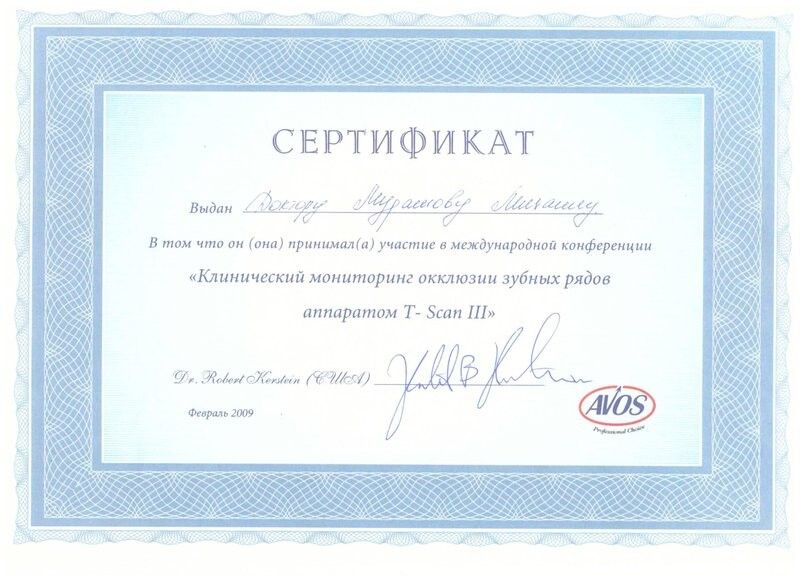 СЕРТИФИКАТ
Выдан Доктору Мурашову Михаилу
В том что он (она) принимал(а) участие в международной конференции
«Клинический мониторинг окклюзии зубных рядов
аппаратом T- Scan III»
Dr. Robert Kerstein (США)
Февраль 2009
AVOS
Professional Choice